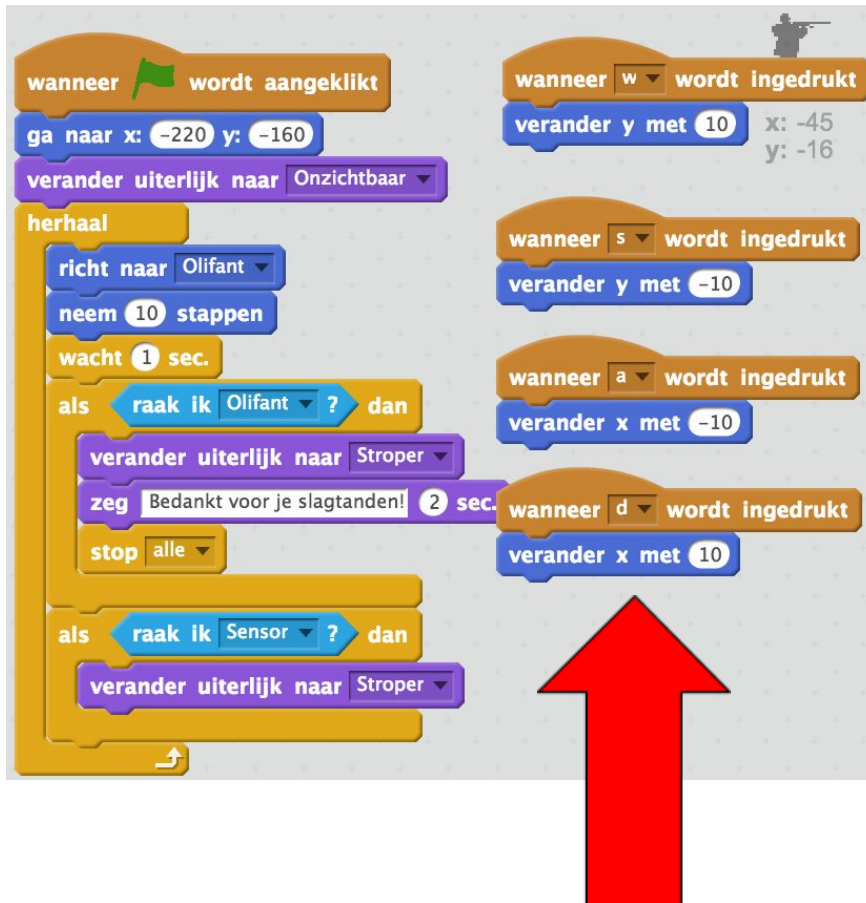 wanneer wordt aangeklikt
ga naar x: -220 y: -160
verander uiterlijk naar Onzichtbaar
herhaal
richt naar Olifant
neem 10 stappen
wacht 1 sec.
als raak ik Olifant ? dan
verander uiterlijk naar Stroper
zeg Bedankt voor je slagtanden! 2 sec.
stop alle
als raak ik Sensor ? dan
verander uiterlijk naar Stroper
wanneer w wordt ingedrukt
verander y met 10
x: -45
y: -16
wanneer s wordt ingedrukt
verander y met -10
wanneer a wordt ingedrukt
verander x met -10
wanneer d wordt ingedrukt
verander x met 10